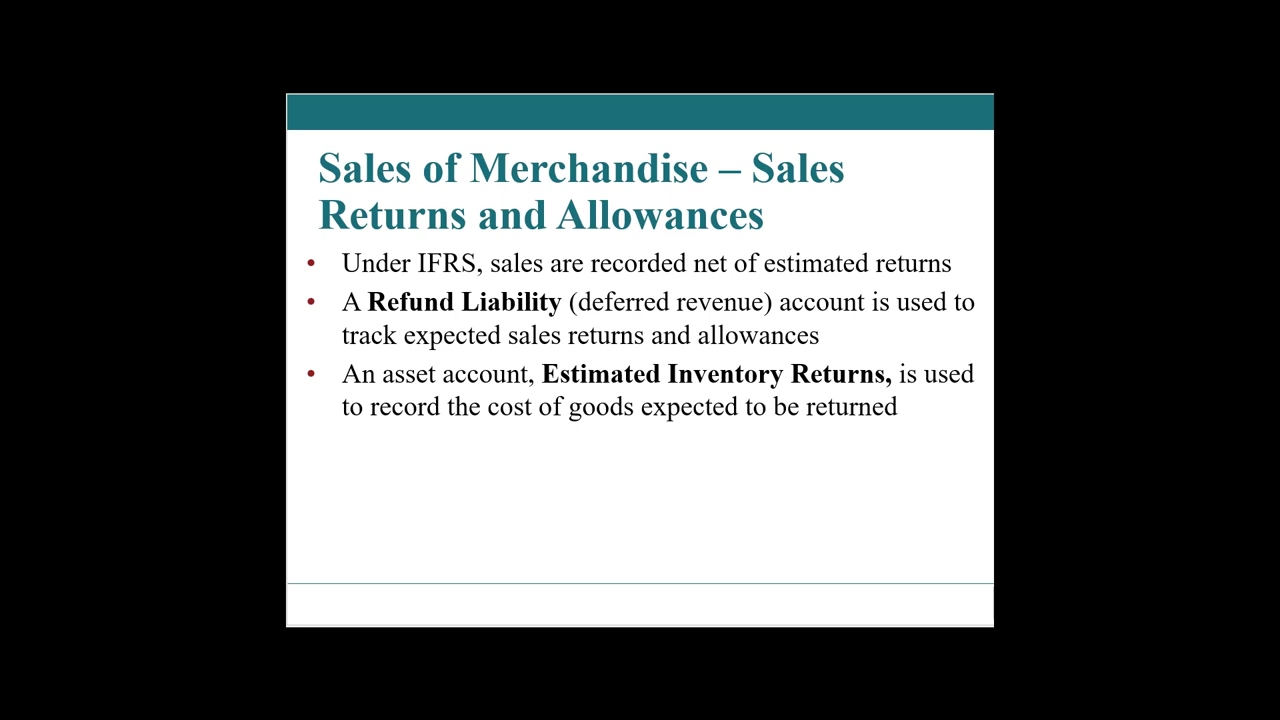 Sales of Merchandise – Sales
Returns and Allowances
• Under IFRS, sales are recorded net of estimated returns
• A Refund Liability (deferred revenue) account is used to
track expected sales returns and allowances
• An asset account, Estimated Inventory Returns, is used
to record the cost of goods expected to be returned